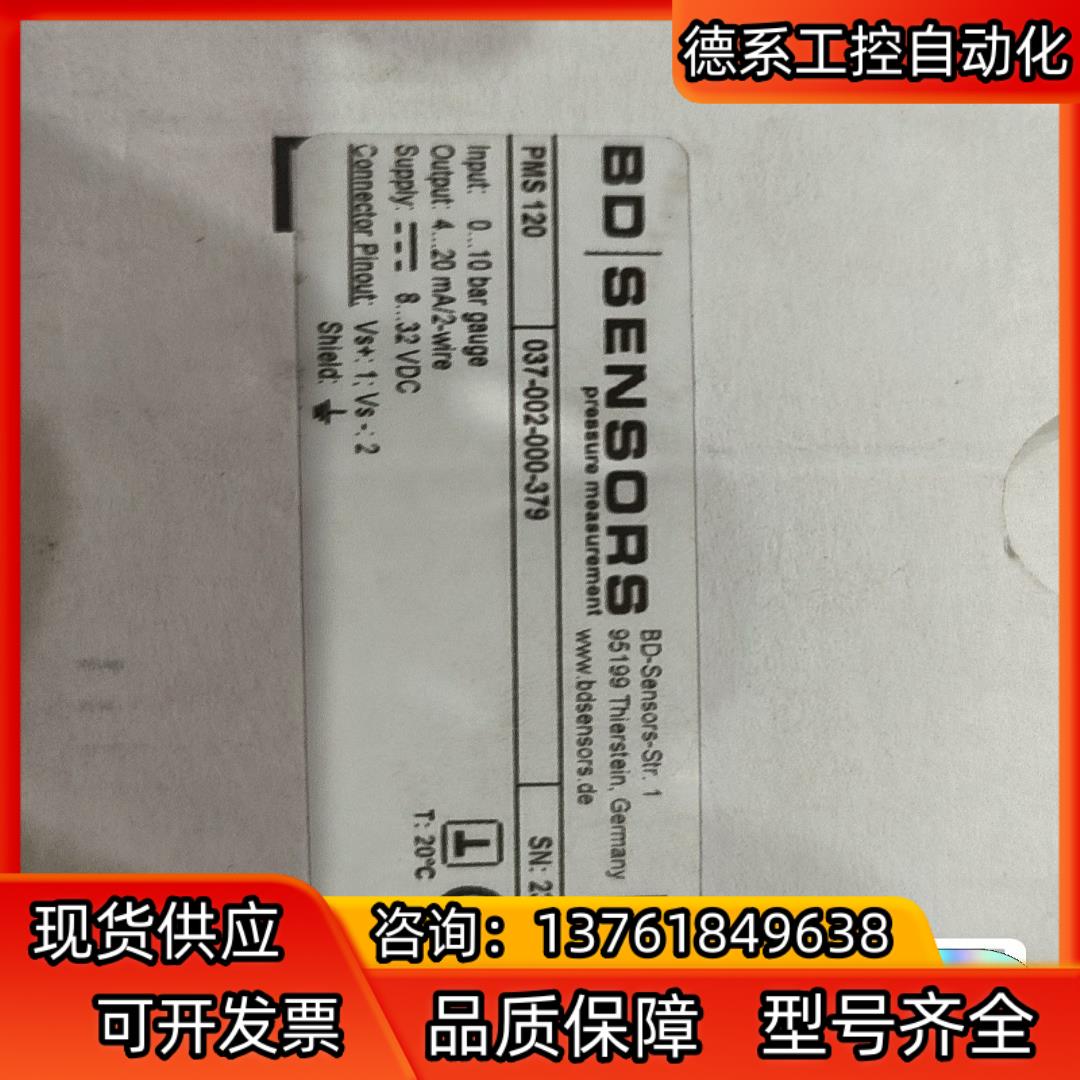 德系工控自动化
BD|SENSORS
pressure measurement
BD-Sensors-Str. 1
95199 Thierstein, Germany
www.bdsensors.de
PMS 120
037-002-000-379
SN: 23
Input: 0...10 bar gauge
Output: 4...20 mA/2-wire
Supply: 8...32 VDC
Connector Pinout: Vs+: 1; Vs -: 2
Shield:
T: 20°C
现货供应
咨询：13761849638
可开发票
品质保障
型号齐全